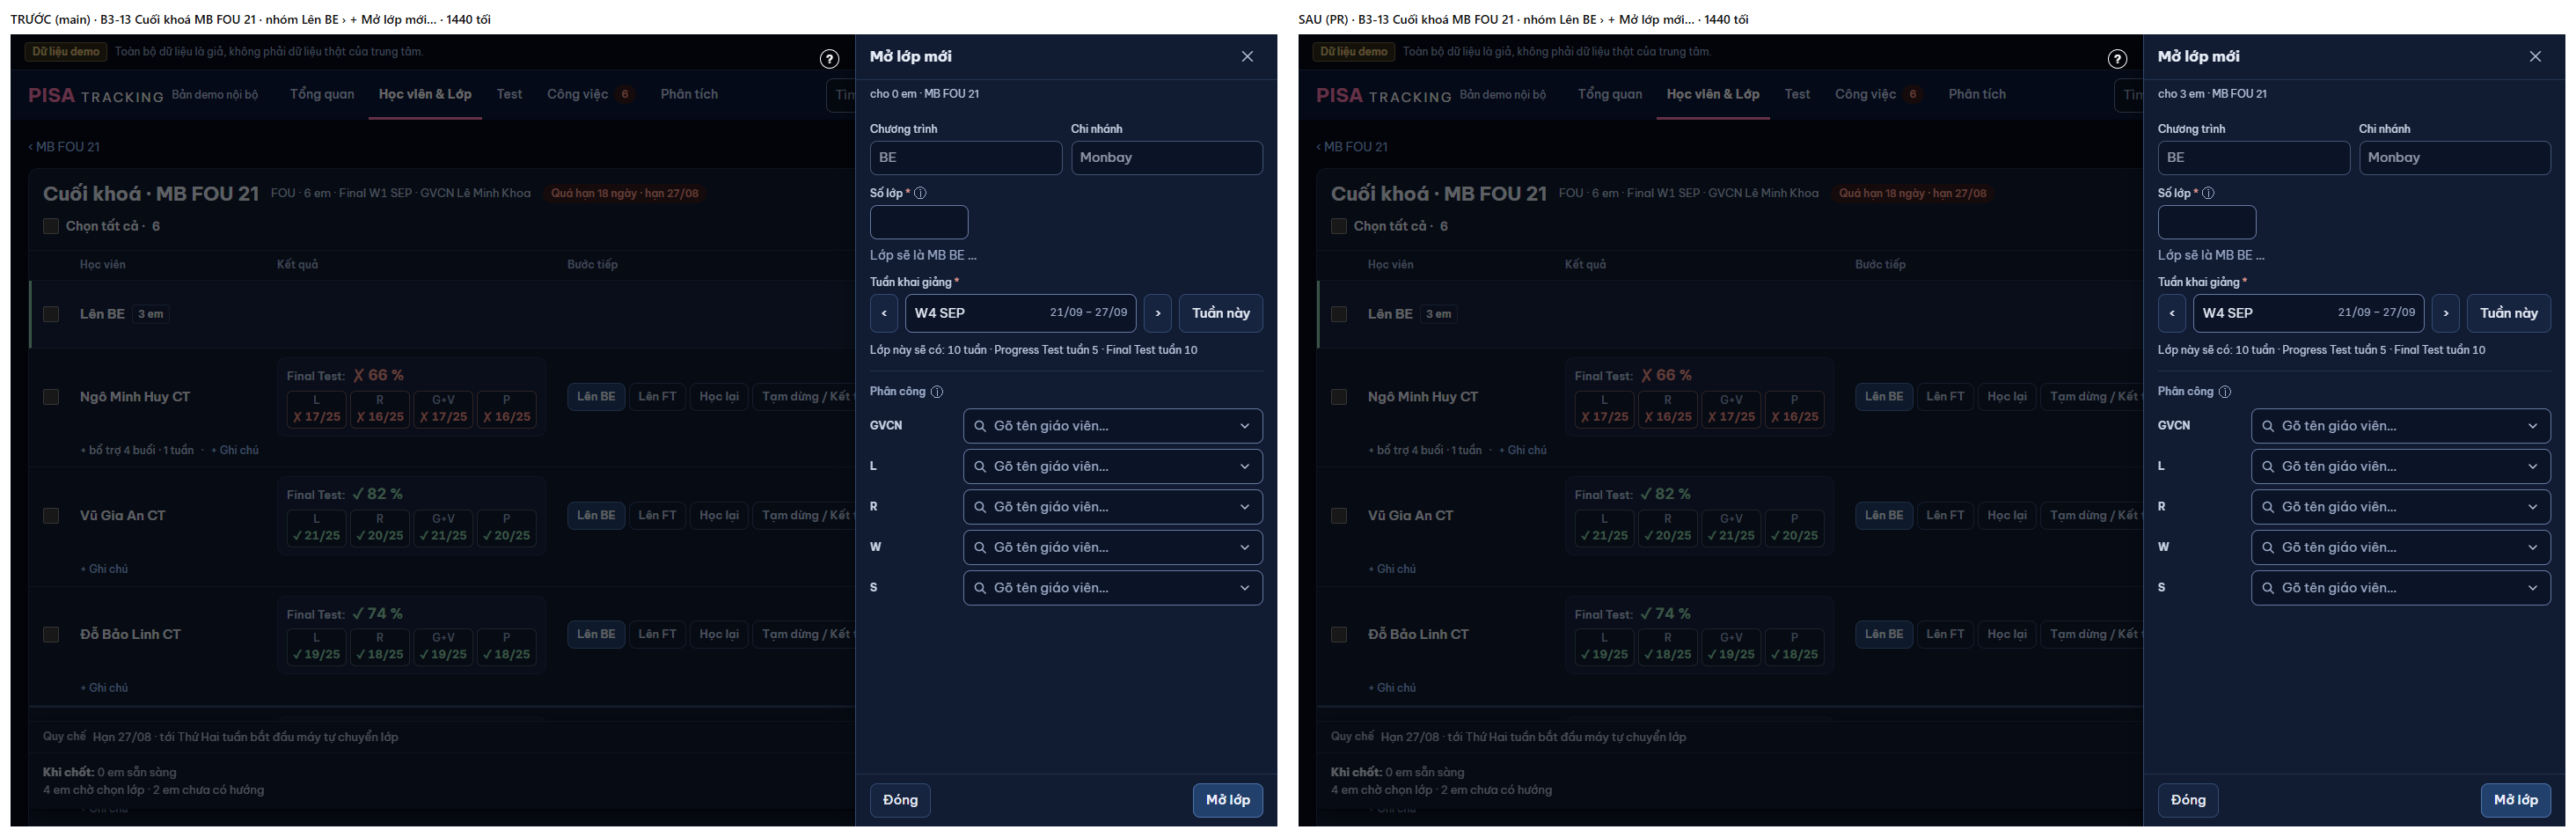 TRƯỚC (main) · B3-13 Cuối khoá MB FOU 21 · nhóm Lên BE › + Mở lớp mới... · 1440 tối
Dữ liệu demo Toàn bộ dữ liệu là giả, không phải dữ liệu thật của trung tâm.
?
PISA TRACKING Bản demo nội bộ Tổng quan Học viên & Lớp Test Công việc 6 Phân tích Tìm
‹ MB FOU 21
Cuối khoá · MB FOU 21 FOU · 6 em · Final W1 SEP · GVCN Lê Minh Khoa Quá hạn 18 ngày · hạn 27/08
Chọn tất cả · 6
Học viên Kết quả Bước tiếp
Lên BE 3 em
Final Test: ✗ 66 %
Ngô Minh Huy CT
L R G+V P
✗ 17/25 ✗ 16/25 ✗ 17/25 ✗ 16/25
Lên BE Lên FT Học lại Tạm dừng / Kết t
+ bổ trợ 4 buổi · 1 tuần · + Ghi chú
Final Test: ✓ 82 %
Vũ Gia An CT
L R G+V P
✓ 21/25 ✓ 20/25 ✓ 21/25 ✓ 20/25
Lên BE Lên FT Học lại Tạm dừng / Kết t
+ Ghi chú
Final Test: ✓ 74 %
Đỗ Bảo Linh CT
L R G+V P
✓ 19/25 ✓ 18/25 ✓ 19/25 ✓ 18/25
Lên BE Lên FT Học lại Tạm dừng / Kết t
+ Ghi chú
Quy chế Hạn 27/08 · tới Thứ Hai tuần bắt đầu máy tự chuyển lớp
Khi chốt: 0 em sẵn sàng
4 em chờ chọn lớp · 2 em chưa có hướng
Mở lớp mới
cho 0 em · MB FOU 21
Chương trình Chi nhánh
BE Monbay
Số lớp *
Lớp sẽ là MB BE ...
Tuần khai giảng *
‹ W4 SEP 21/09 – 27/09 › Tuần này
Lớp này sẽ có: 10 tuần · Progress Test tuần 5 · Final Test tuần 10
Phân công
GVCN Gõ tên giáo viên...
L Gõ tên giáo viên...
R Gõ tên giáo viên...
W Gõ tên giáo viên...
S Gõ tên giáo viên...
Đóng Mở lớp
SAU (PR) · B3-13 Cuối khoá MB FOU 21 · nhóm Lên BE › + Mở lớp mới... · 1440 tối
Dữ liệu demo Toàn bộ dữ liệu là giả, không phải dữ liệu thật của trung tâm.
?
PISA TRACKING Bản demo nội bộ Tổng quan Học viên & Lớp Test Công việc 6 Phân tích Tìm
‹ MB FOU 21
Cuối khoá · MB FOU 21 FOU · 6 em · Final W1 SEP · GVCN Lê Minh Khoa Quá hạn 18 ngày · hạn 27/08
Chọn tất cả · 6
Học viên Kết quả Bước tiếp
Lên BE 3 em
Final Test: ✗ 66 %
Ngô Minh Huy CT
L R G+V P
✗ 17/25 ✗ 16/25 ✗ 17/25 ✗ 16/25
Lên BE Lên FT Học lại Tạm dừng / Kết t
+ bổ trợ 4 buổi · 1 tuần · + Ghi chú
Final Test: ✓ 82 %
Vũ Gia An CT
L R G+V P
✓ 21/25 ✓ 20/25 ✓ 21/25 ✓ 20/25
Lên BE Lên FT Học lại Tạm dừng / Kết t
+ Ghi chú
Final Test: ✓ 74 %
Đỗ Bảo Linh CT
L R G+V P
✓ 19/25 ✓ 18/25 ✓ 19/25 ✓ 18/25
Lên BE Lên FT Học lại Tạm dừng / Kết t
+ Ghi chú
Quy chế Hạn 27/08 · tới Thứ Hai tuần bắt đầu máy tự chuyển lớp
Khi chốt: 0 em sẵn sàng
4 em chờ chọn lớp · 2 em chưa có hướng
Mở lớp mới
cho 3 em · MB FOU 21
Chương trình Chi nhánh
BE Monbay
Số lớp *
Lớp sẽ là MB BE ...
Tuần khai giảng *
‹ W4 SEP 21/09 – 27/09 › Tuần này
Lớp này sẽ có: 10 tuần · Progress Test tuần 5 · Final Test tuần 10
Phân công
GVCN Gõ tên giáo viên...
L Gõ tên giáo viên...
R Gõ tên giáo viên...
W Gõ tên giáo viên...
S Gõ tên giáo viên...
Đóng Mở lớp